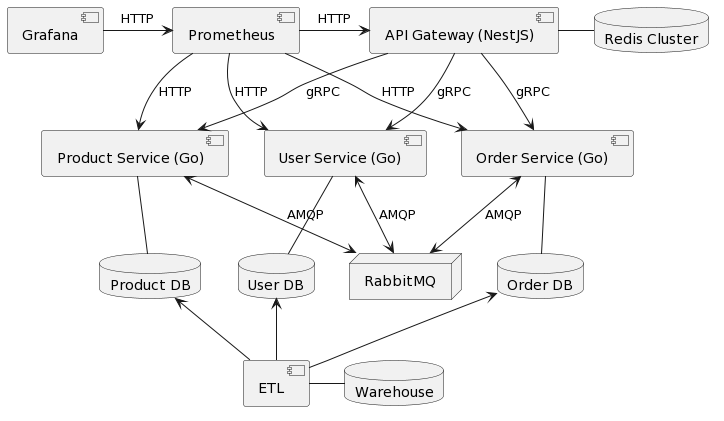 HTTP
HTTP
Grafana
Prometheus
API Gateway (NestJS)
Redis Cluster
HTTP
HTTP
gRPC
HTTP
gRPC
gRPC
Product Service (Go)
User Service (Go)
Order Service (Go)
AMQP
AMQP
AMQP
Product DB
User DB
RabbitMQ
Order DB
ETL
Warehouse